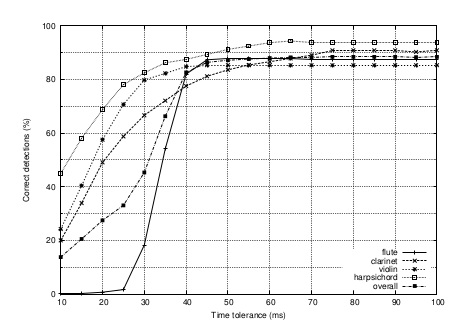 100
80
60
40
20
0
Correct detections (%)
flute
clarinet
violin
harpsichord
overall
10 20 30 40 50 60 70 80 90 100
Time tolerance (ms)